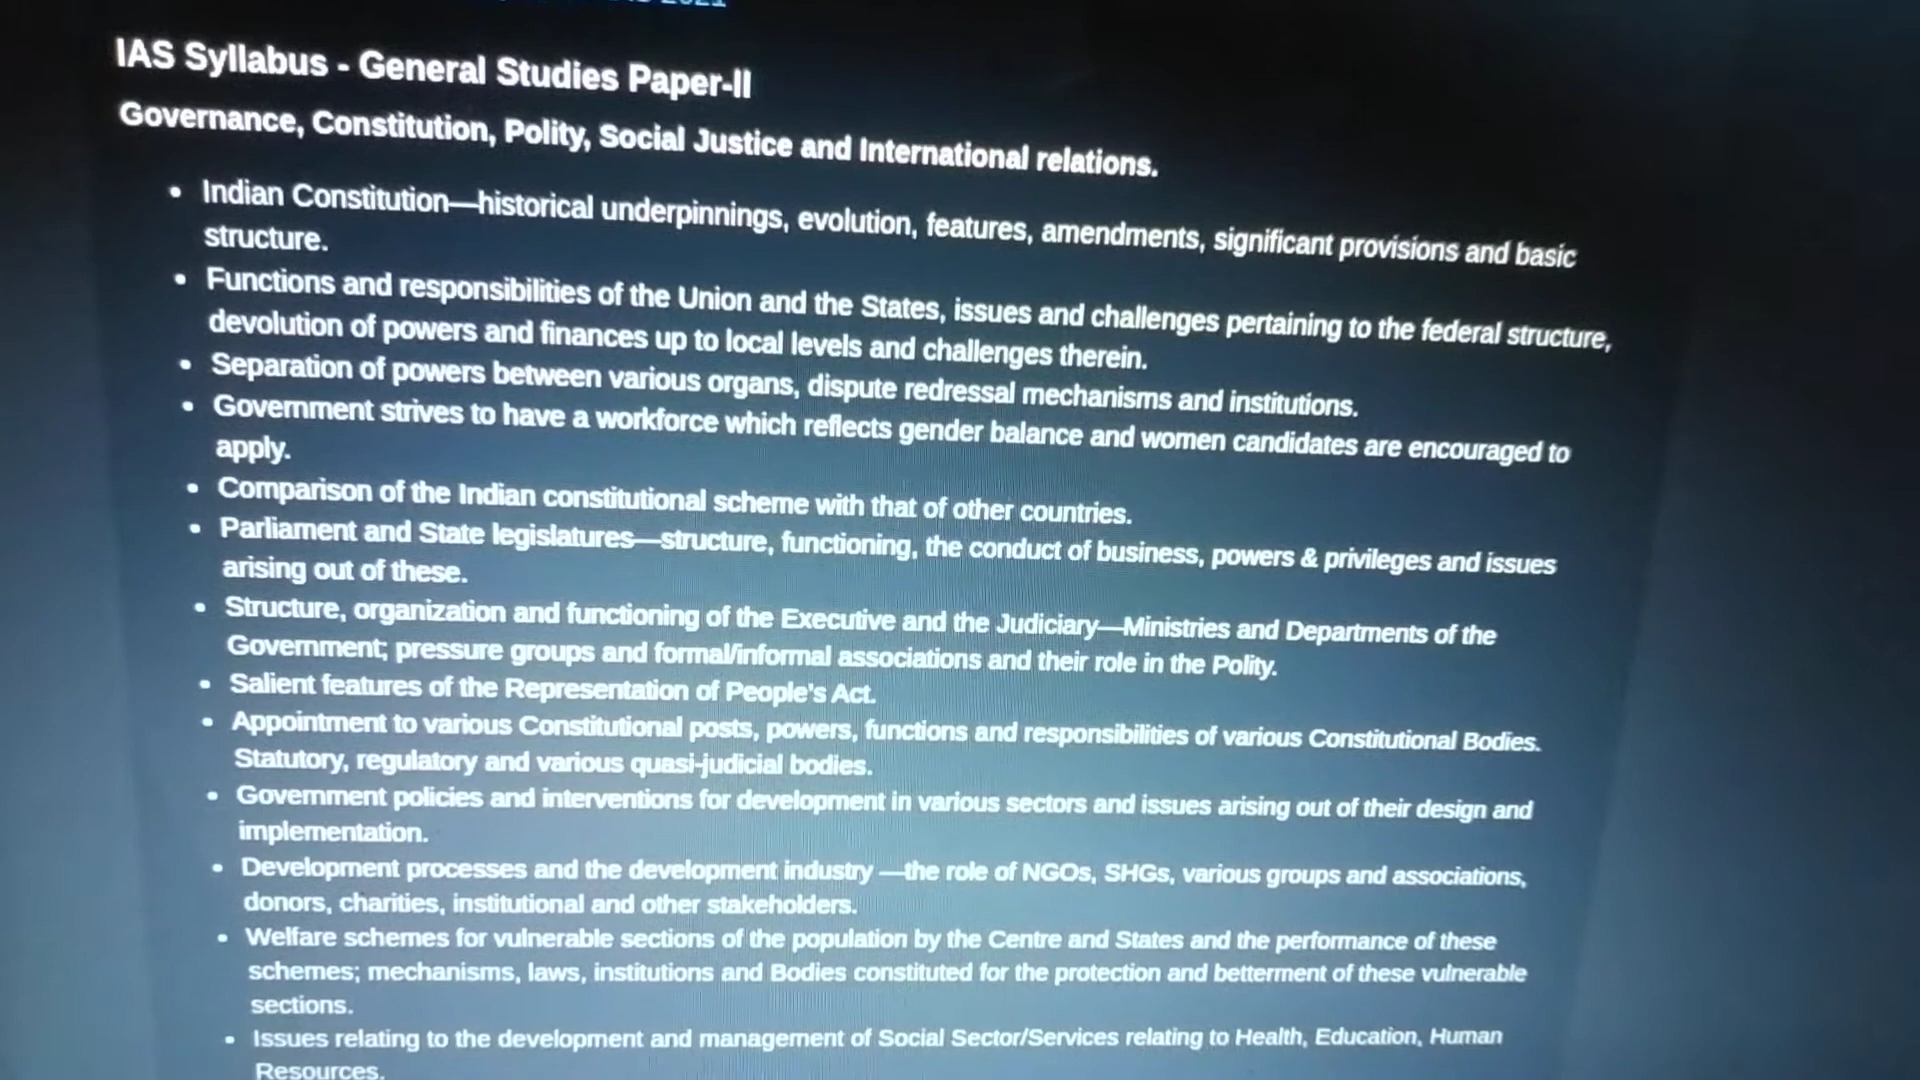 2021
IAS Syllabus - General Studies Paper-II
Governance, Constitution, Polity, Social Justice and International relations.
• Indian Constitution—historical underpinnings, evolution, features, amendments, significant provisions and basic
structure.
• Functions and responsibilities of the Union and the States, issues and challenges pertaining to the federal structure,
devolution of powers and finances up to local levels and challenges therein.
• Separation of powers between various organs, dispute redressal mechanisms and institutions.
• Government strives to have a workforce which reflects gender balance and women candidates are encouraged to
apply.
• Comparison of the Indian constitutional scheme with that of other countries.
• Parliament and State legislatures—structure, functioning, the conduct of business, powers & privileges and issues
arising out of these.
• Structure, organization and functioning of the Executive and the Judiciary—Ministries and Departments of the
Government; pressure groups and formal/informal associations and their role in the Polity.
• Salient features of the Representation of People's Act.
• Appointment to various Constitutional posts, powers, functions and responsibilities of various Constitutional Bodies.
Statutory, regulatory and various quasi-judicial bodies.
• Government policies and interventions for development in various sectors and issues arising out of their design and
implementation.
• Development processes and the development industry —the role of NGOs, SHGs, various groups and associations,
donors, charities, institutional and other stakeholders.
• Welfare schemes for vulnerable sections of the population by the Centre and States and the performance of these
schemes; mechanisms, laws, institutions and Bodies constituted for the protection and betterment of these vulnerable
sections.
• Issues relating to the development and management of Social Sector/Services relating to Health, Education, Human
Resources.